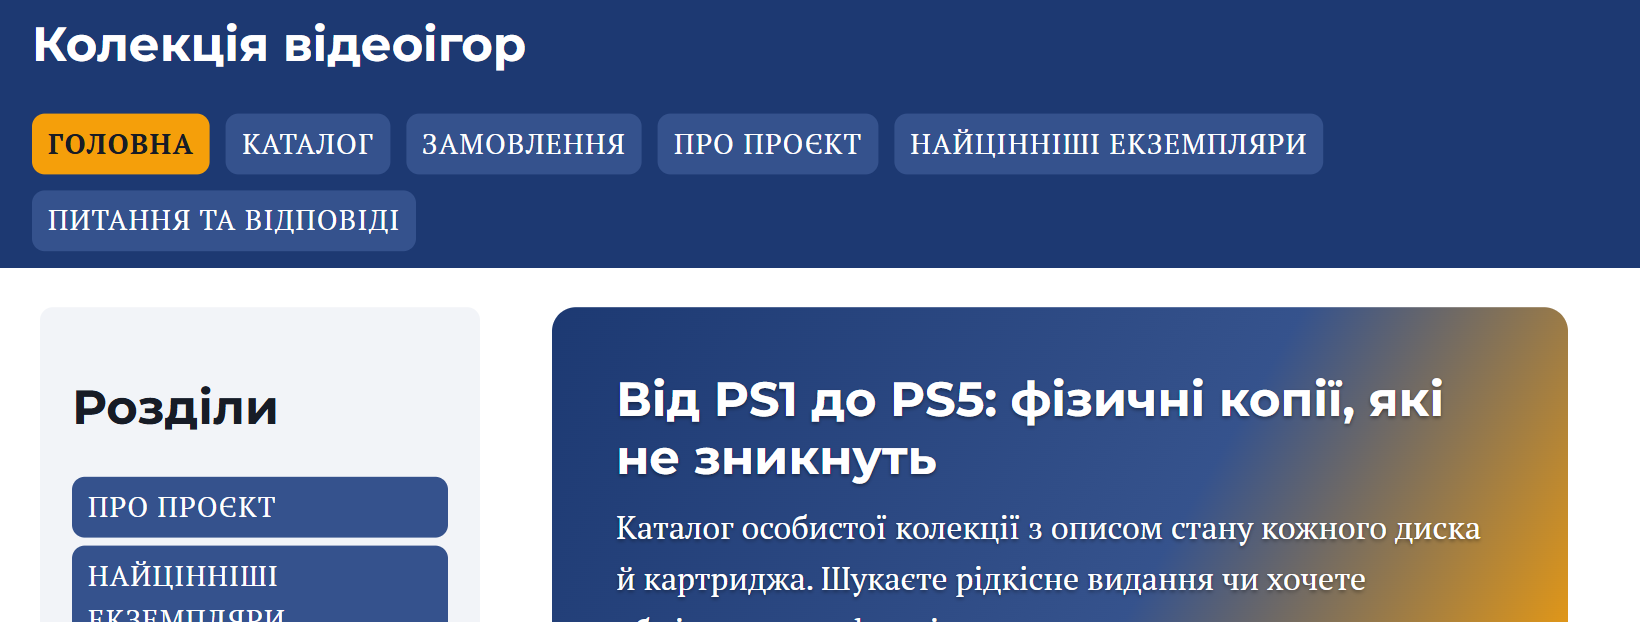 Колекція відеоігор
ГОЛОВНА
КАТАЛОГ
ЗАМОВЛЕННЯ
ПРО ПРОЄКТ
НАЙЦІННІШІ ЕКЗЕМПЛЯРИ
ПИТАННЯ ТА ВІДПОВІДІ
Розділи
ПРО ПРОЄКТ
НАЙЦІННІШІ
ЕКЗЕМПЛЯРИ
Від PS1 до PS5: фізичні копії, які
не зникнуть
Каталог особистої колекції з описом стану кожного диска
й картриджа. Шукаєте рідкісне видання чи хочете